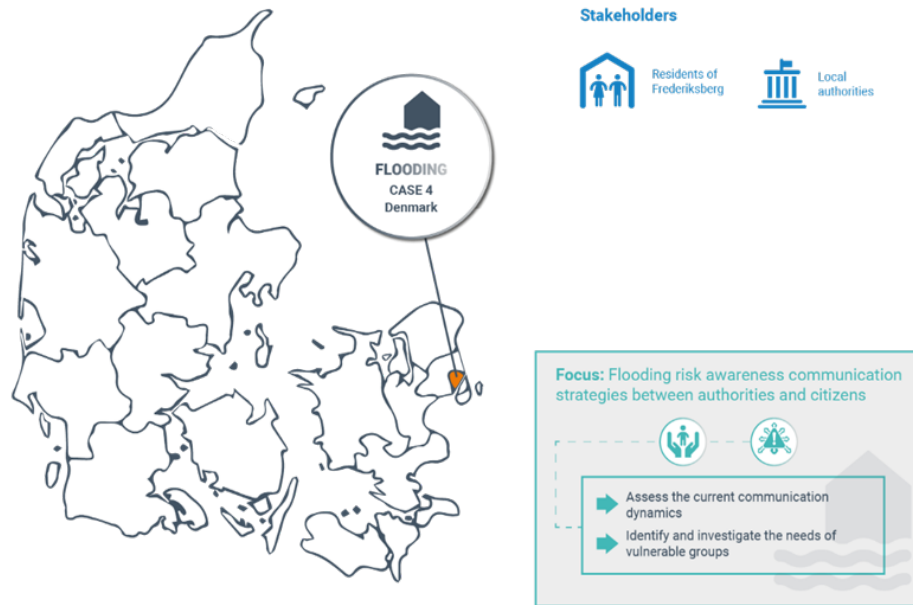 Stakeholders
Residents of
Frederiksberg
Local
authorities
FLOODING
CASE 4
Denmark
Focus: Flooding risk awareness communication
strategies between authorities and citizens
Assess the current communication
dynamics
Identify and investigate the needs of
vulnerable groups